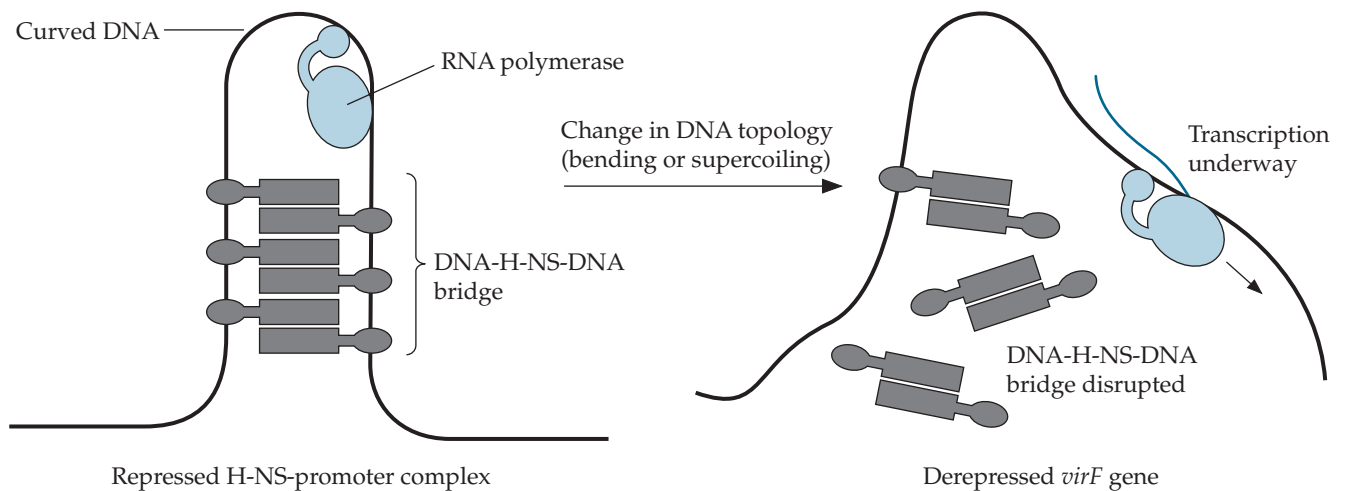 Curved DNA
RNA polymerase
DNA-H-NS-DNA
bridge
Repressed H-NS-promoter complex
Change in DNA topology
(bending or supercoiling)
Transcription
underway
DNA-H-NS-DNA
bridge disrupted
Derepressed virF gene